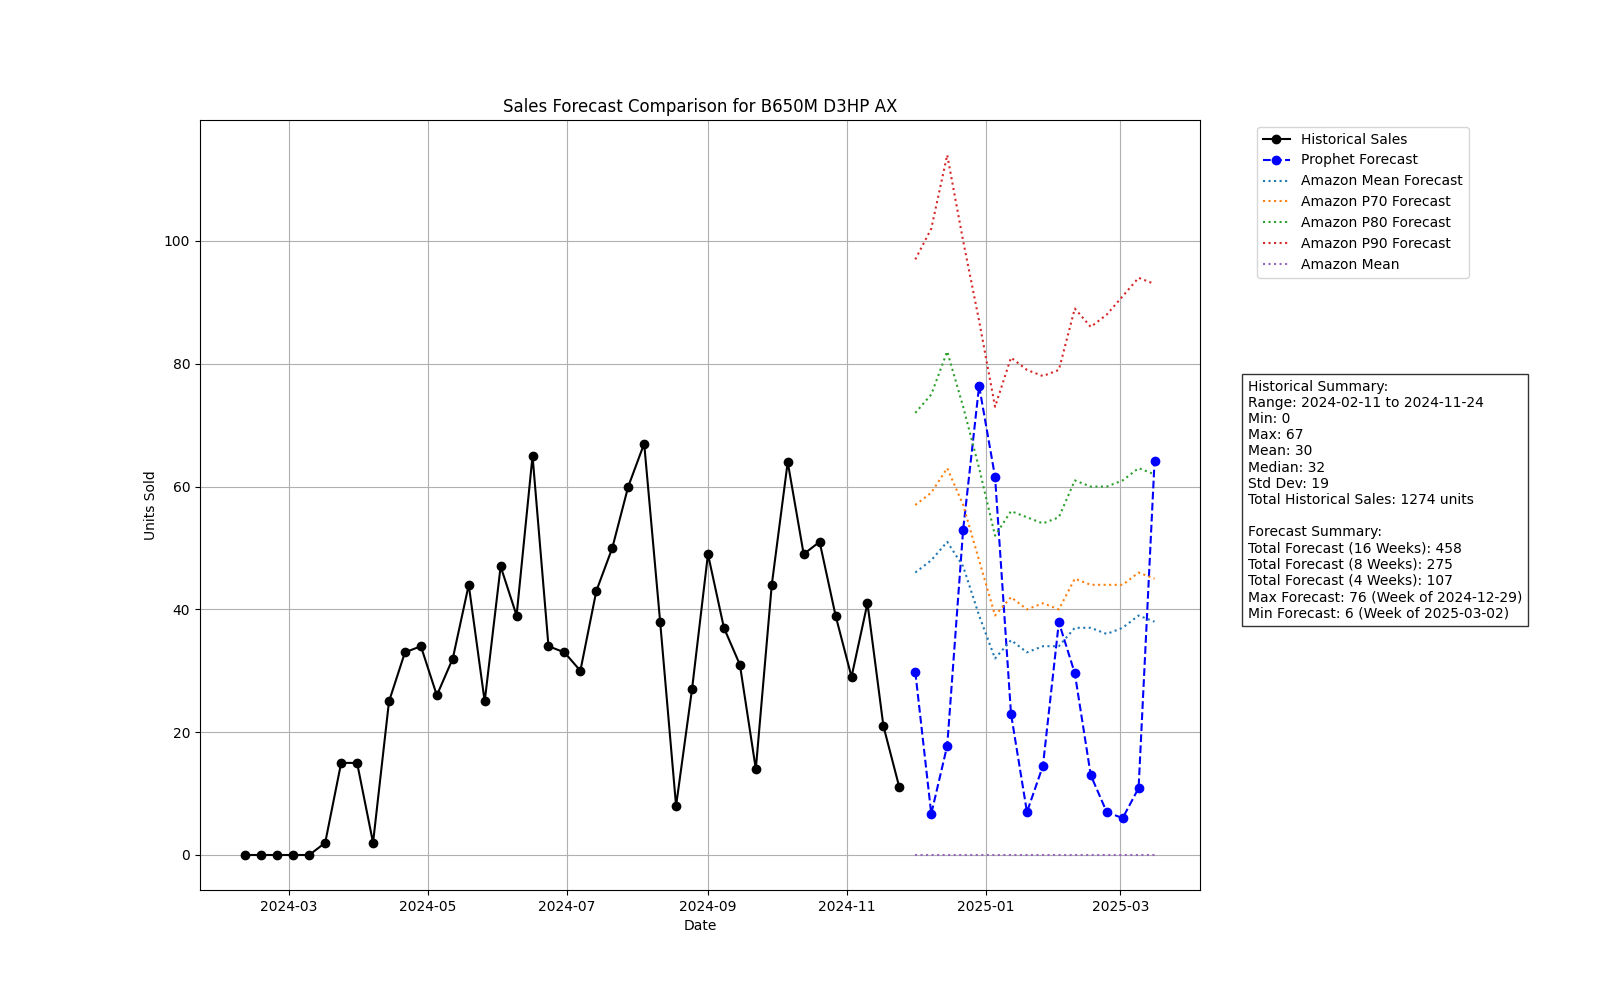 Sales Forecast Comparison for B650M D3HP AX
Units Sold
100
80
60
40
20
0
2024-03
2024-05
2024-07
2024-09
2024-11
2025-01
2025-03
Date
Historical Sales
Prophet Forecast
Amazon Mean Forecast
Amazon P70 Forecast
Amazon P80 Forecast
Amazon P90 Forecast
Amazon Mean
Historical Summary:
Range: 2024-02-11 to 2024-11-24
Min: 0
Max: 67
Mean: 30
Median: 32
Std Dev: 19
Total Historical Sales: 1274 units
Forecast Summary:
Total Forecast (16 Weeks): 458
Total Forecast (8 Weeks): 275
Total Forecast (4 Weeks): 107
Max Forecast: 76 (Week of 2024-12-29)
Min Forecast: 6 (Week of 2025-03-02)